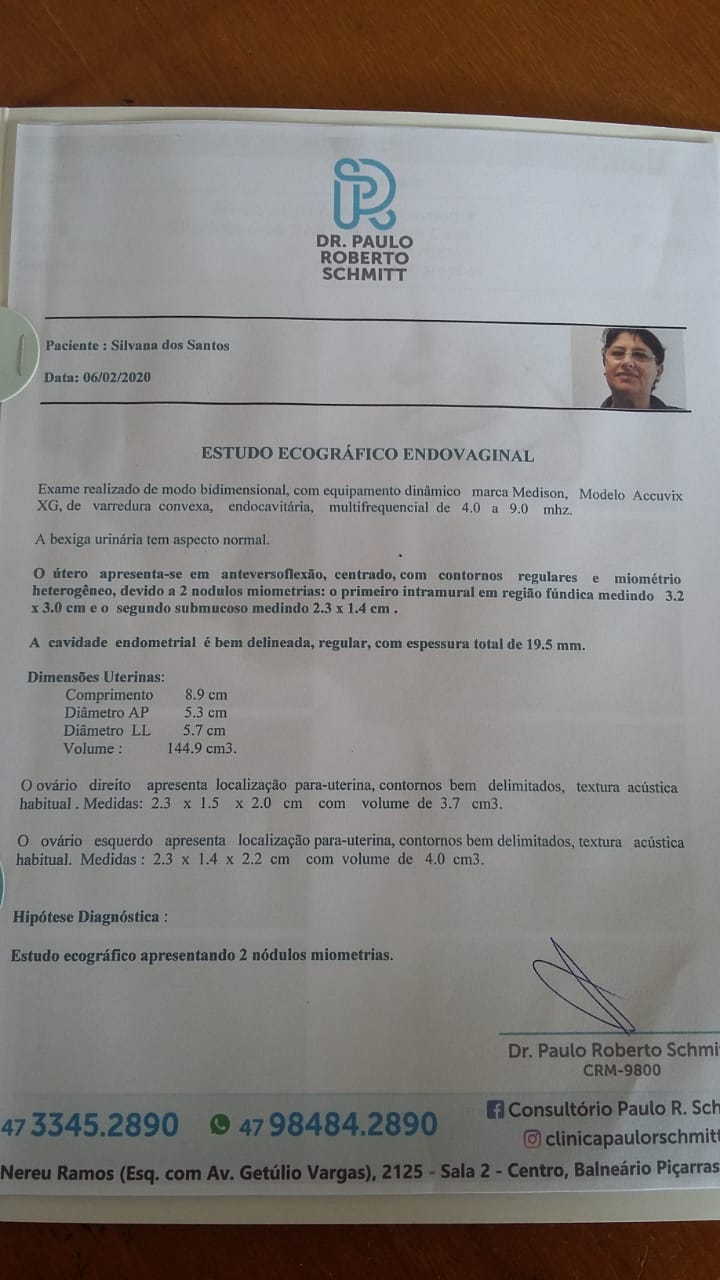 DR. PAULO
ROBERTO
SCHMITT
Paciente : Silvana dos Santos
Data: 06/02/2020
ESTUDO ECOGRÁFICO ENDOVAGINAL
Exame realizado de modo bidimensional, com equipamento dinâmico marca Medison, Modelo Accuvix
XG, de varredura convexa, endocavitária, multifrequencial de 4.0 a 9.0 mhz.
A bexiga urinária tem aspecto normal.
O útero apresenta-se em anteversoflexão, centrado, com contornos regulares e miométrio
heterogêneo, devido a 2 nodulos miometrias: o primeiro intramural em região fúndica medindo 3.2
x 3.0 cm e o segundo submucoso medindo 2.3 x 1.4 cm .
A cavidade endometrial é bem delineada, regular, com espessura total de 19.5 mm.
Dimensões Uterinas:
Comprimento 8.9 cm
Diâmetro AP 5.3 cm
Diâmetro LL 5.7 cm
Volume : 144.9 cm3.
O ovário direito apresenta localização para-uterina, contornos bem delimitados, textura acústica
habitual . Medidas: 2.3 x 1.5 x 2.0 cm com volume de 3.7 cm3.
O ovário esquerdo apresenta localização para-uterina, contornos bem delimitados, textura acústica
habitual. Medidas : 2.3 x 1.4 x 2.2 cm com volume de 4.0 cm3.
Hipótese Diagnóstica :
Estudo ecográfico apresentando 2 nódulos miometrias.
Dr. Paulo Roberto Schmi
CRM-9800
47 3345.2890 47 98484.2890
Consultório Paulo R. Sch
clinicapaulorschmitt
Nereu Ramos (Esq. com Av. Getúlio Vargas), 2125 - Sala 2 - Centro, Balneário Piçarras